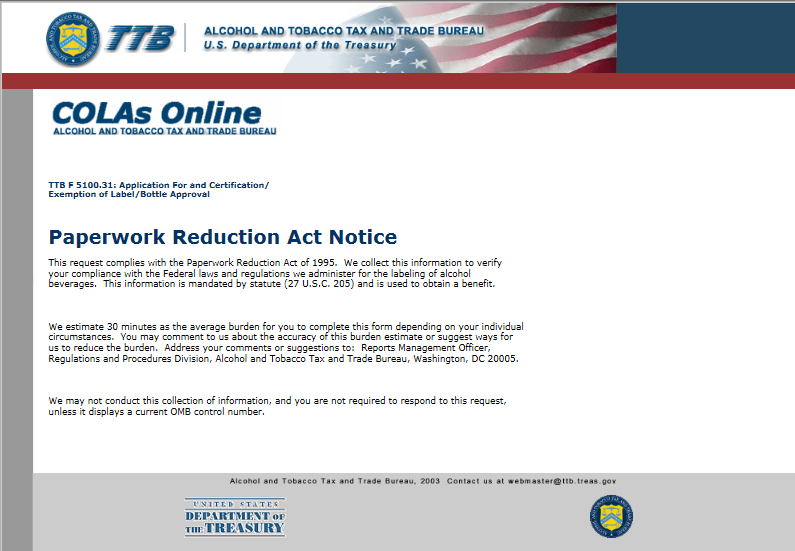 TTB
ALCOHOL AND TOBACCO TAX AND TRADE BUREAU
U.S. Department of the Treasury
COLAs Online
ALCOHOL AND TOBACCO TAX AND TRADE BUREAU
TTB F 5100.31: Application For and Certification/
Exemption of Label/Bottle Approval
Paperwork Reduction Act Notice
This request complies with the Paperwork Reduction Act of 1995.  We collect this information to verify
your compliance with the Federal laws and regulations we administer for the labeling of alcohol
beverages.  This information is mandated by statute (27 U.S.C. 205) and is used to obtain a benefit.
We estimate 30 minutes as the average burden for you to complete this form depending on your individual
circumstances.  You may comment to us about the accuracy of this burden estimate or suggest ways for
us to reduce the burden.  Address your comments or suggestions to:  Reports Management Officer,
Regulations and Procedures Division, Alcohol and Tobacco Tax and Trade Bureau, Washington, DC 20005.
We may not conduct this collection of information, and you are not required to respond to this request,
unless it displays a current OMB control number.
Alcohol and Tobacco Tax and Trade Bureau, 2003  Contact us at webmaster@ttb.treas.gov
UNITED STATES
DEPARTMENT OF
THE TREASURY